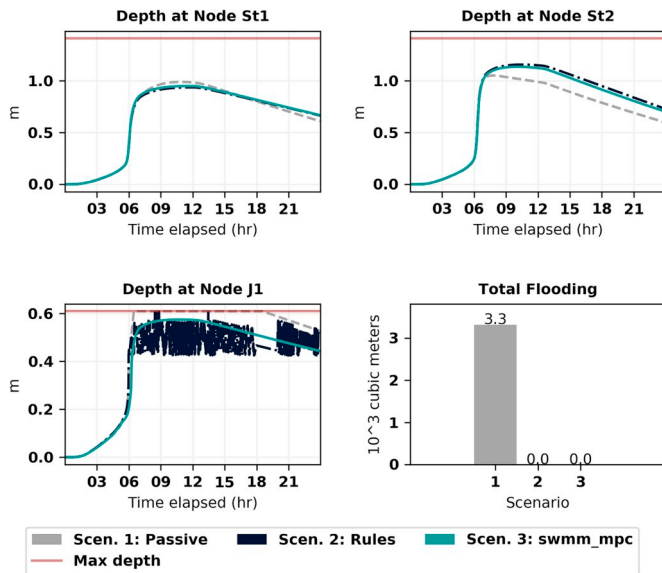 Depth at Node St1
1.0
0.5
0.0
m
03 06 09 12 15 18 21
Time elapsed (hr)
Depth at Node St2
1.0
0.5
0.0
m
03 06 09 12 15 18 21
Time elapsed (hr)
Depth at Node J1
0.6
0.4
0.2
0.0
m
03 06 09 12 15 18 21
Time elapsed (hr)
Total Flooding
3
2
1
0
10^3 cubic meters
3.3
0.0 0.0
1 2 3
Scenario
Scen. 1: Passive Scen. 2: Rules Scen. 3: swmm_mpc
Max depth